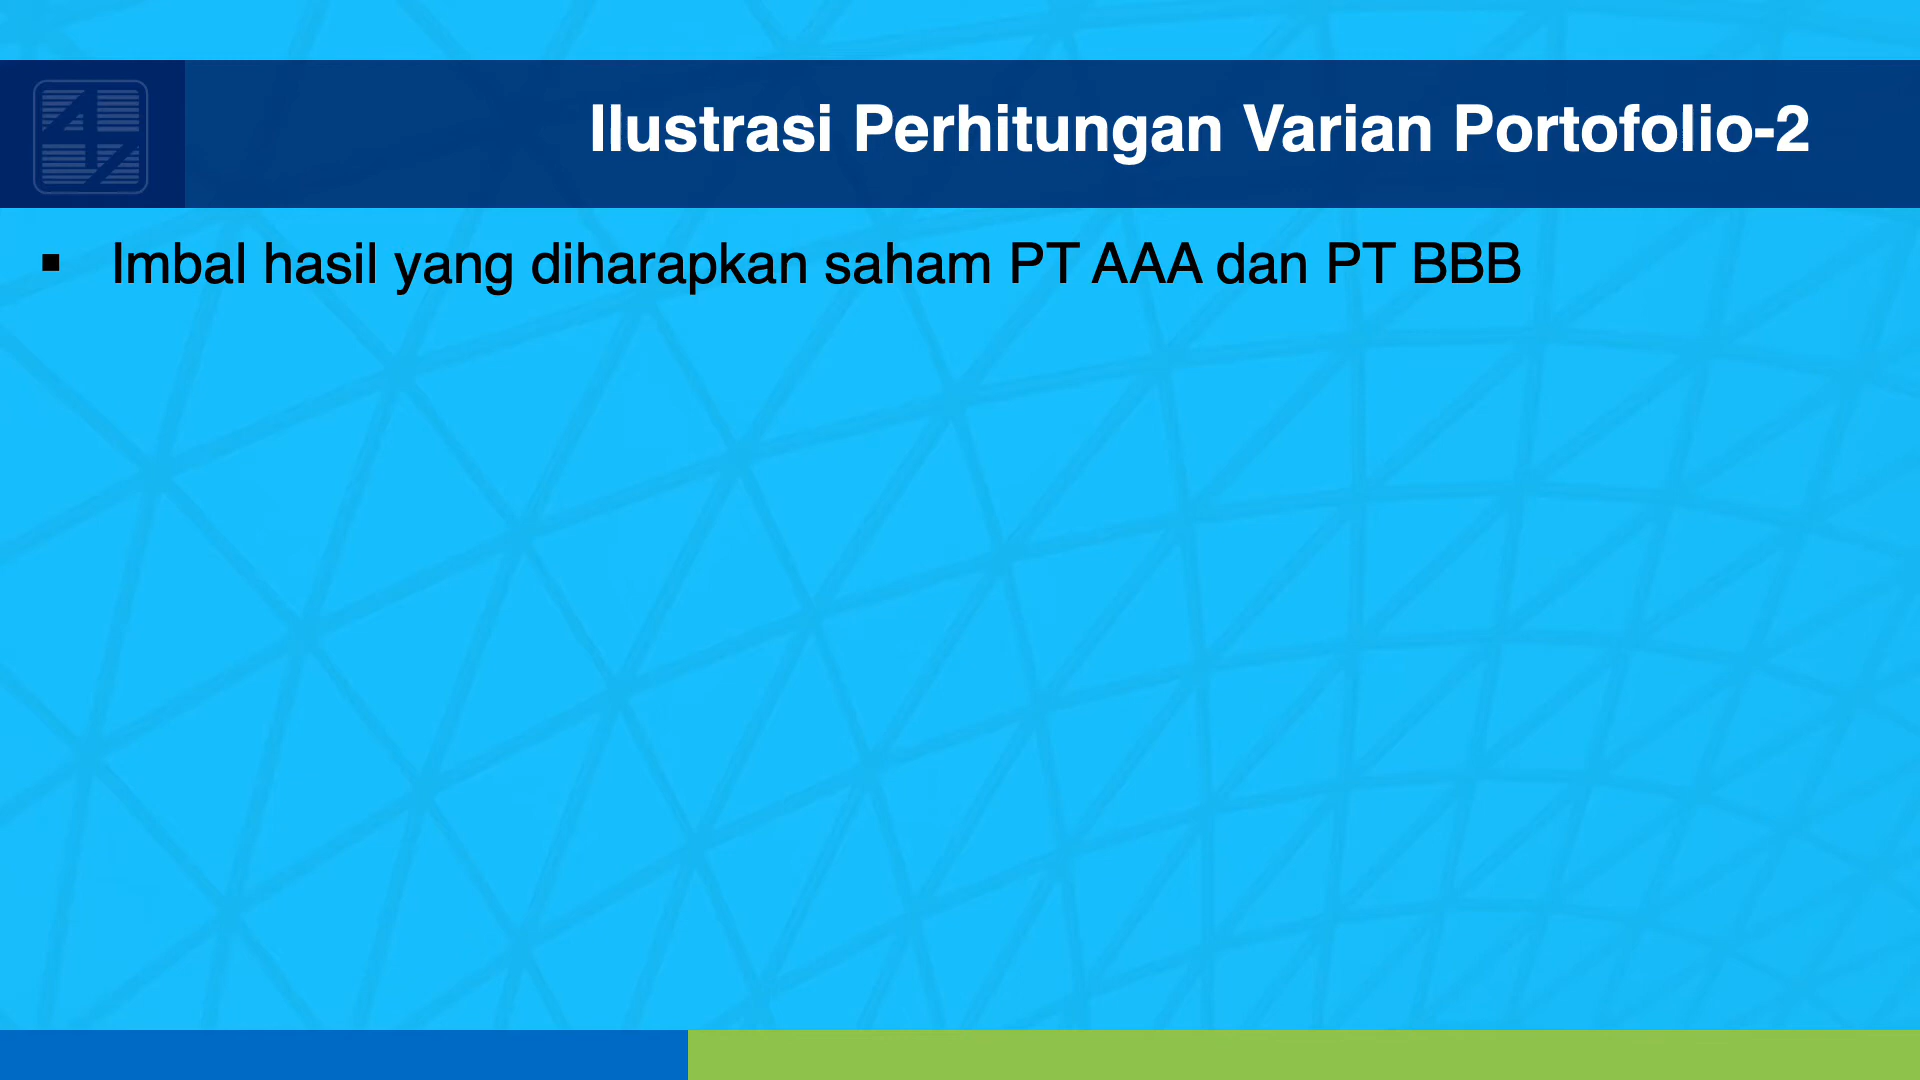 Ilustrasi Perhitungan Varian Portofolio-2
▪ Imbal hasil yang diharapkan saham PT AAA dan PT BBB